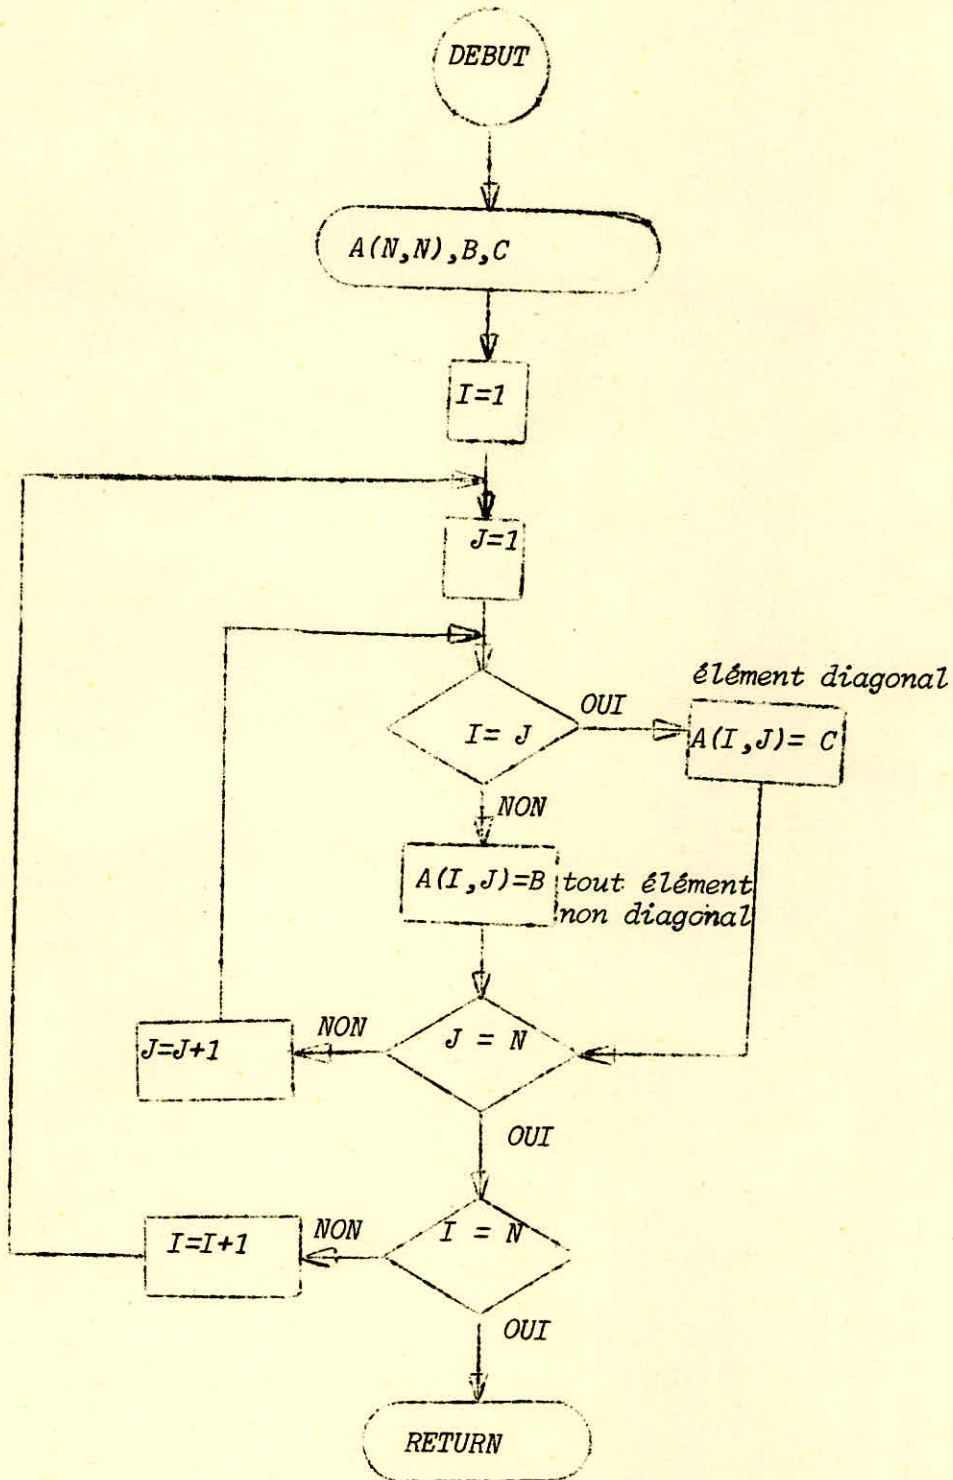 DEBUT
A(N,N),B,C
I=1
J=1
élément diagonal
OUI
I= J
A(I,J)= C
NON
A(I,J)=B
tout élément
non diagonal
J = N
NON
J=J+1
OUI
I = N
NON
I=I+1
OUI
RETURN